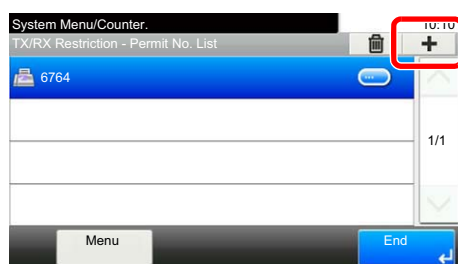 System Menu/Counter. 10:10
TX/RX Restriction - Permit No. List
6764
1/1
Menu End